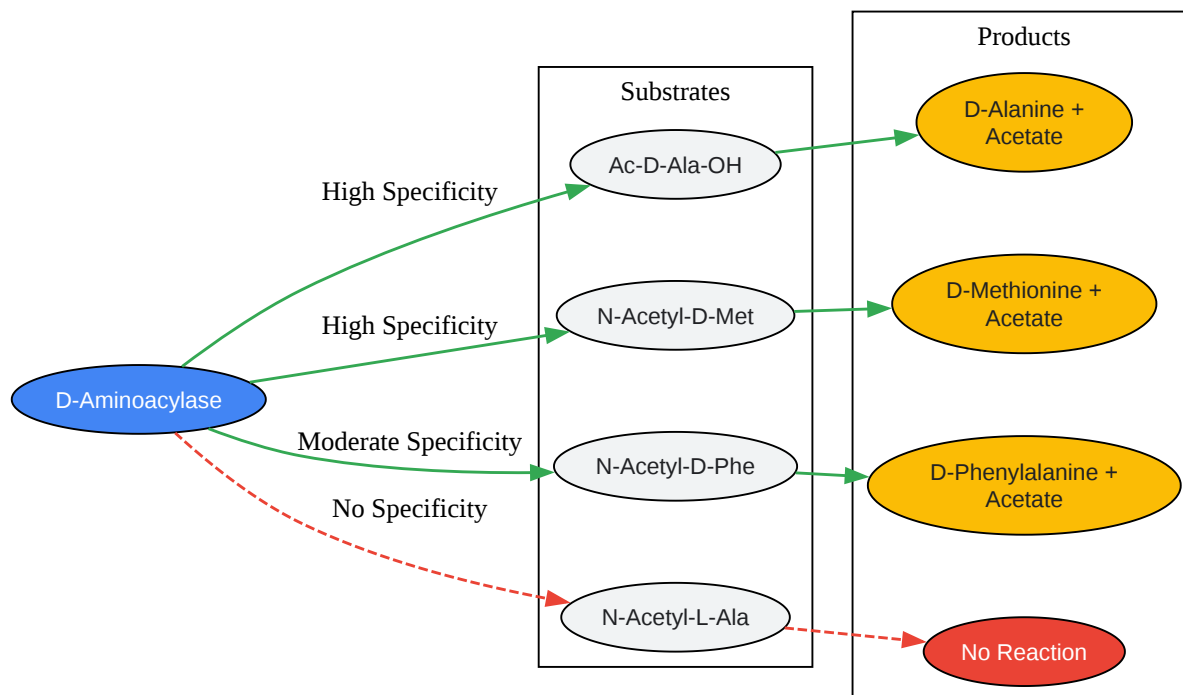 Products
Substrates
D-Alanine +
Acetate
Ac-D-Ala-OH
High Specificity
D-Methionine +
Acetate
N-Acetyl-D-Met
High Specificity
D-Aminoacylase
Moderate Specificity
N-Acetyl-D-Phe
D-Phenylalanine +
Acetate
No Specificity
N-Acetyl-L-Ala
No Reaction